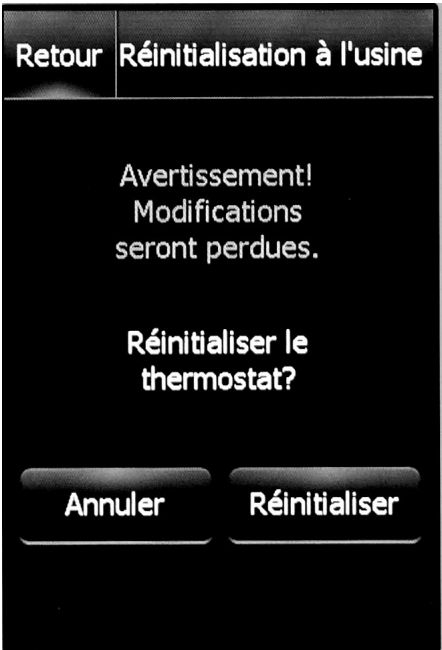 Retour Réinitialisation à l'usine
Avertissement!
Modifications
seront perdues.
Réinitialiser le
thermostat?
Annuler Réinitialiser